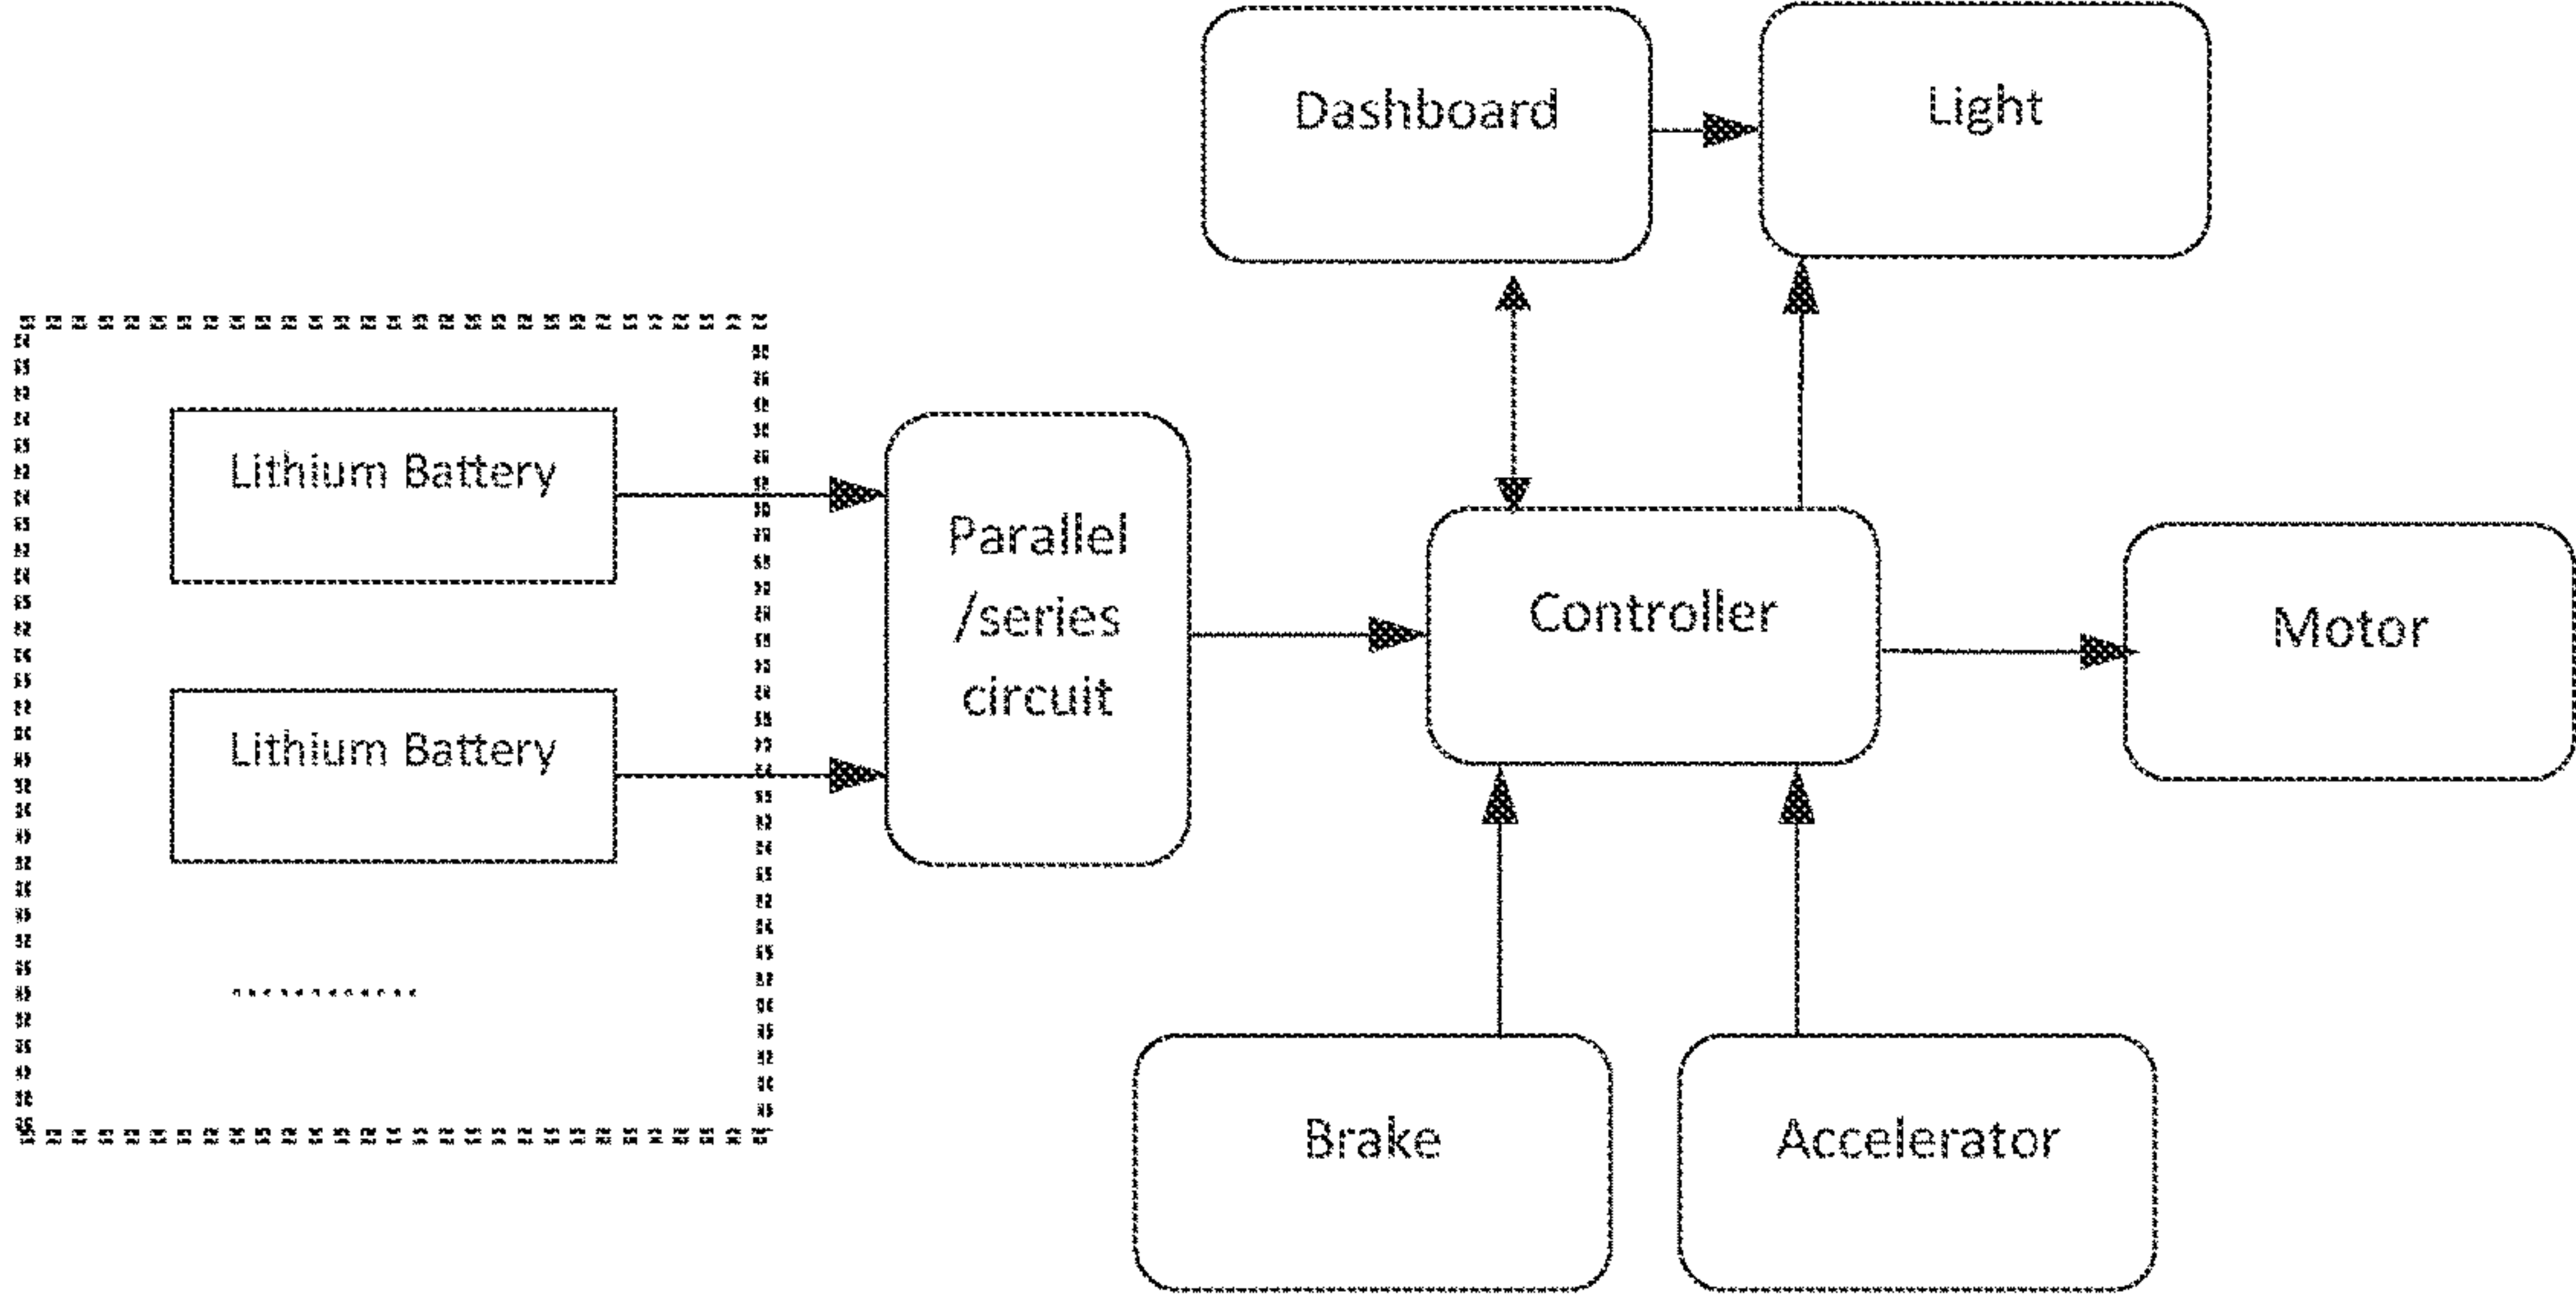 Dashboard
Light
Lithium Battery
Parallel
/series
circuit
Controller
Motor
Lithium Battery
............
Brake
Accelerator